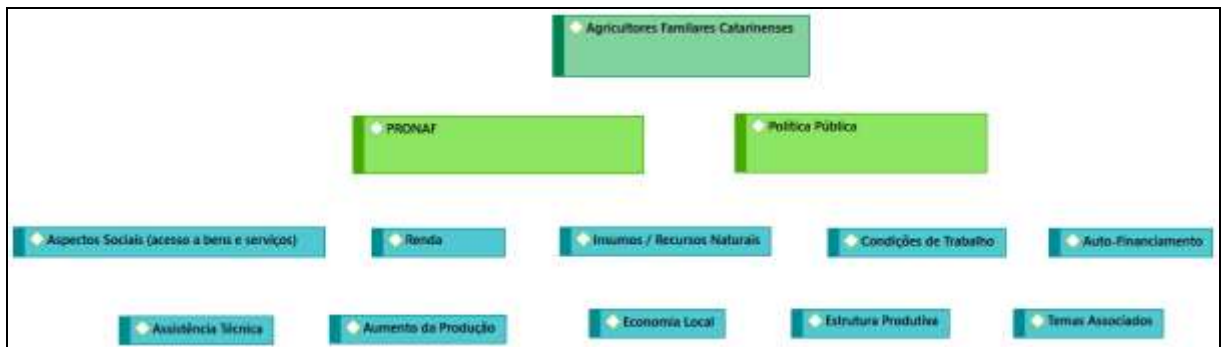 Agricultores Familares Catarinenses
PRONAF
Política Pública
Aspectos Sociais (acesso a bens e serviços)
Renda
Insumos / Recursos Naturais
Condições de Trabalho
Auto-Financiamento
Assistência Técnica
Aumento da Produção
Economia Local
Estrutura Produtiva
Temas Associados